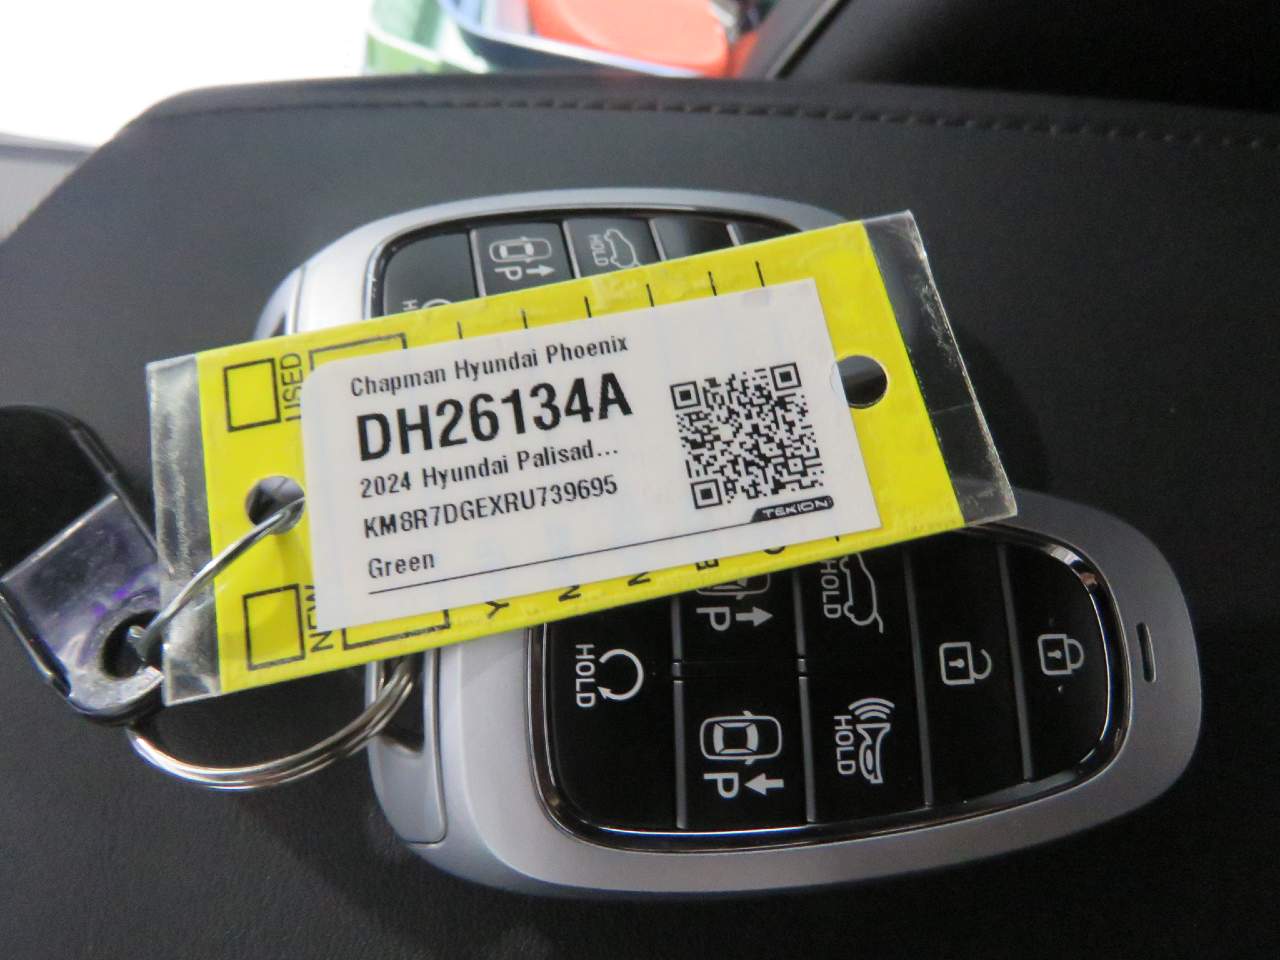 Chapman Hyundai Phoenix
DH26134A
2024 Hyundai Palisad...
KM8R7DGEXRU739695
Green
TEKION
USED
NEW
P
HOLD
HOLD
P
HOLD
HOLD
P